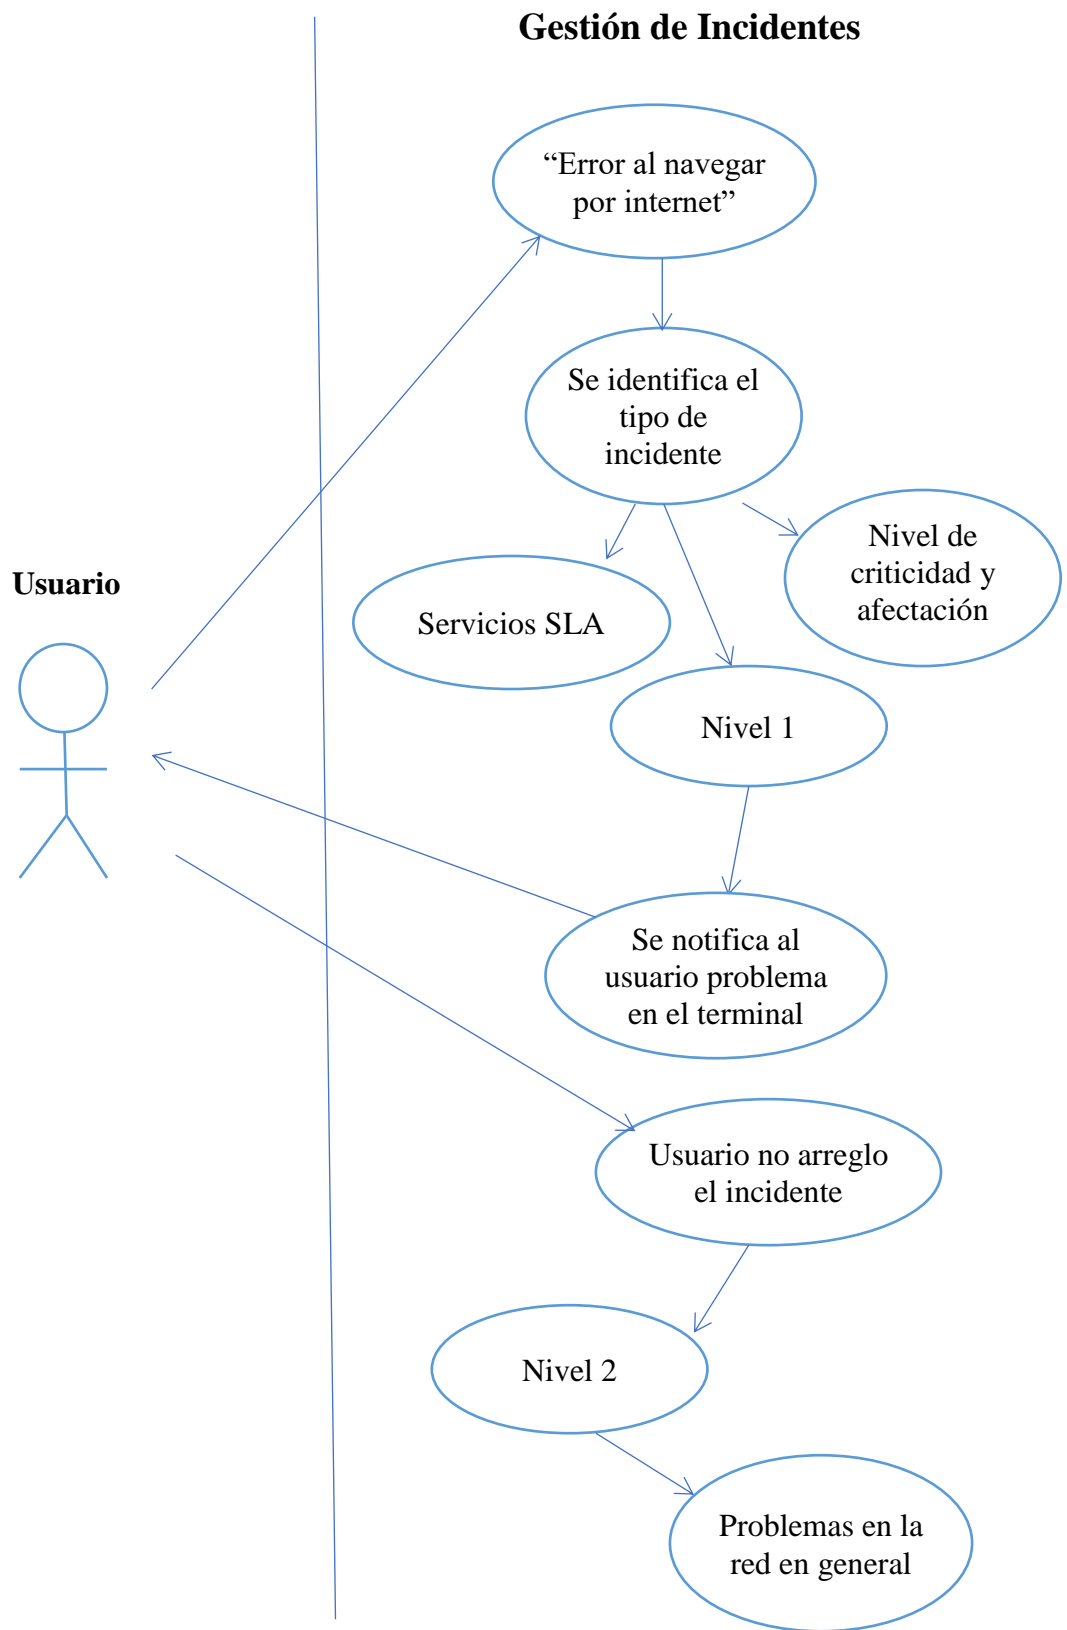 Gestión de Incidentes
“Error al navegar
por internet”
Se identifica el
tipo de
incidente
Nivel de
criticidad y
afectación
Usuario
Servicios SLA
Nivel 1
Se notifica al
usuario problema
en el terminal
Usuario no arreglo
el incidente
Nivel 2
Problemas en la
red en general